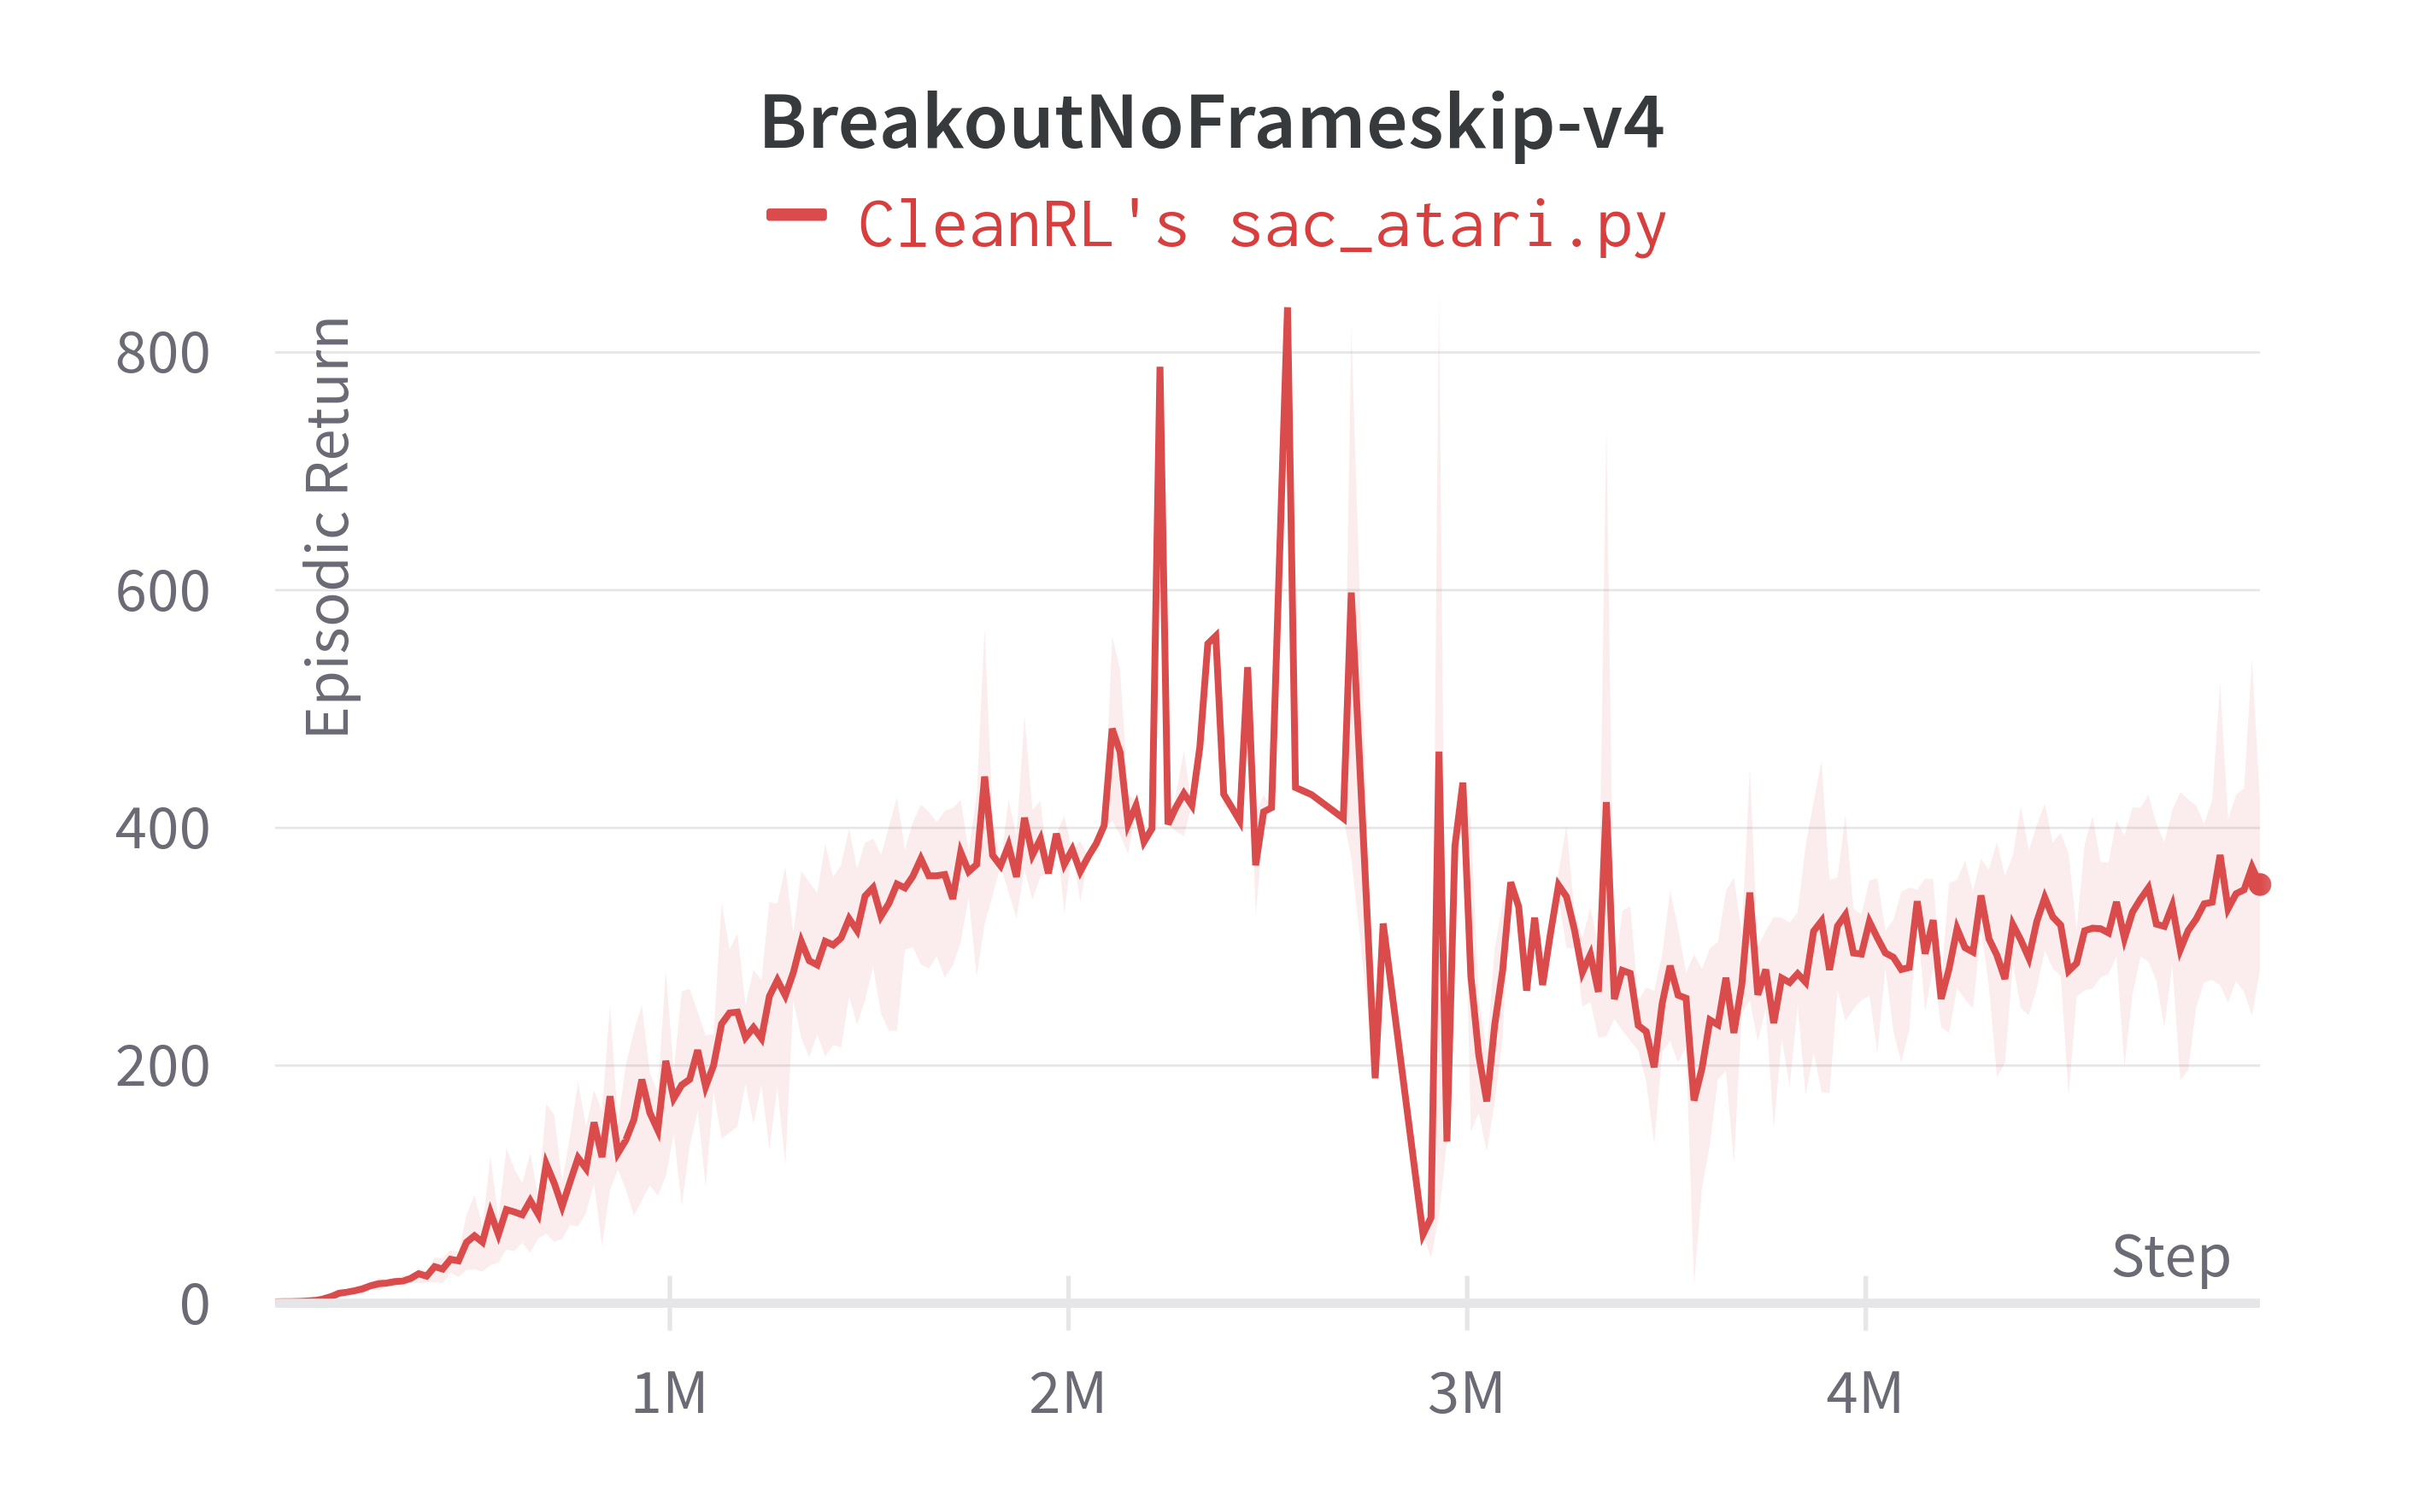 BreakoutNoFrameskip-v4
CleanRL's sac_atari.py
Episodic Return
800
600
400
200
0
Step
1M
2M
3M
4M